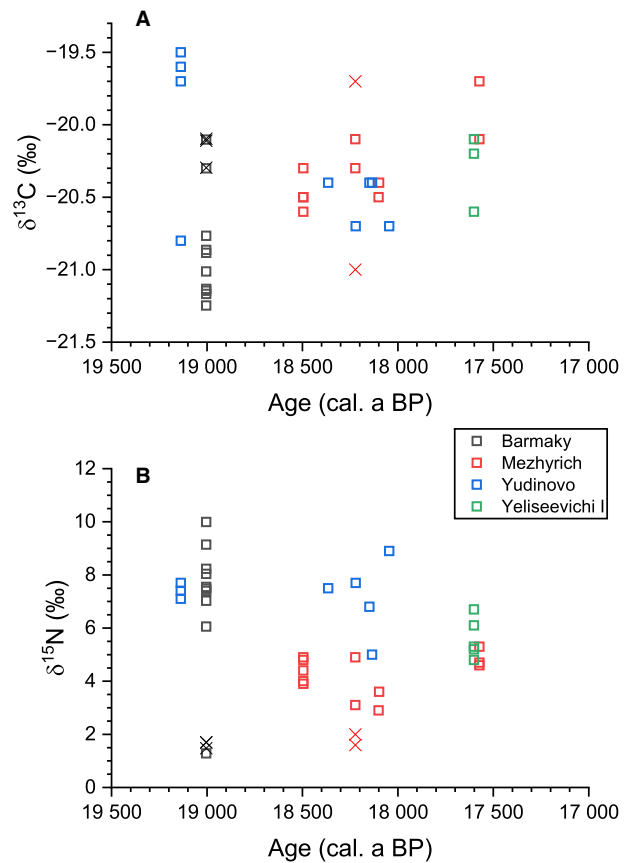 A
−19.5
−20.0
−20.5
−21.0
−21.5
δ¹³C (‰)
19 500 19 000 18 500 18 000 17 500 17 000
Age (cal. a BP)
Barmaky
Mezhyrich
Yudinovo
Yeliseevichi I
B
12
10
8
6
4
2
0
δ¹⁵N (‰)
19 500 19 000 18 500 18 000 17 500 17 000
Age (cal. a BP)